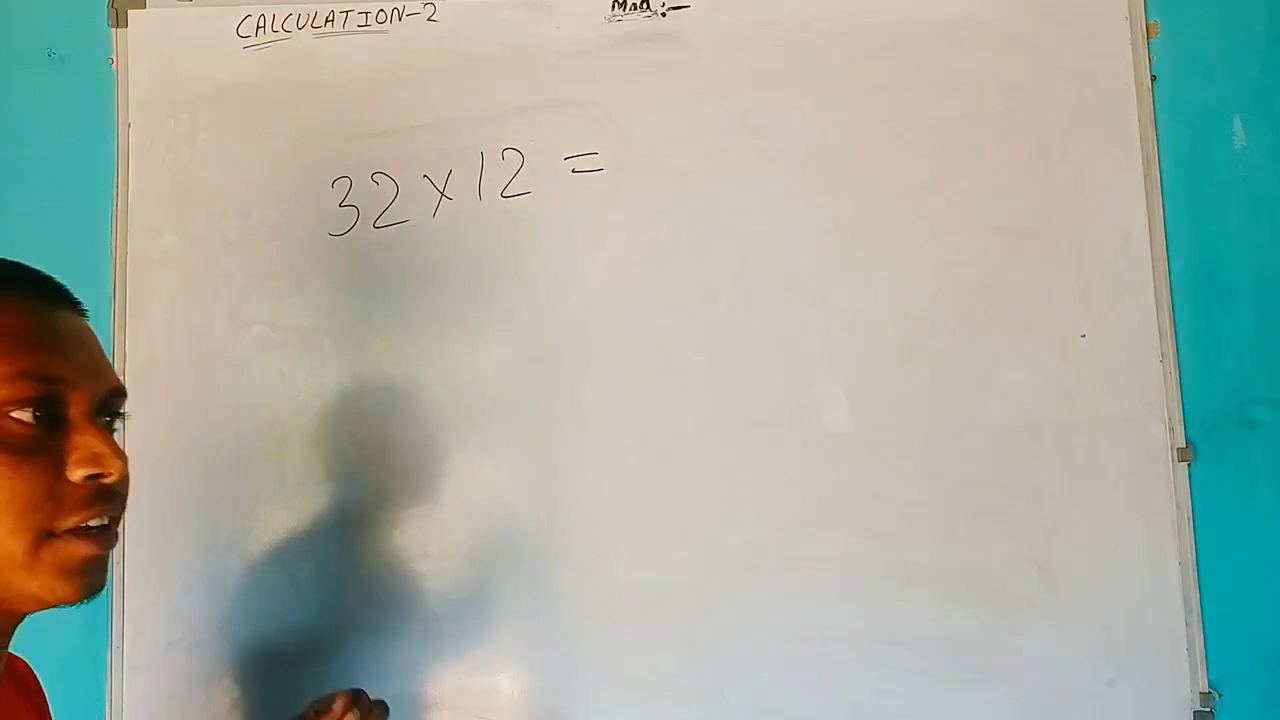 CALCULATION-2
32 × 12 =